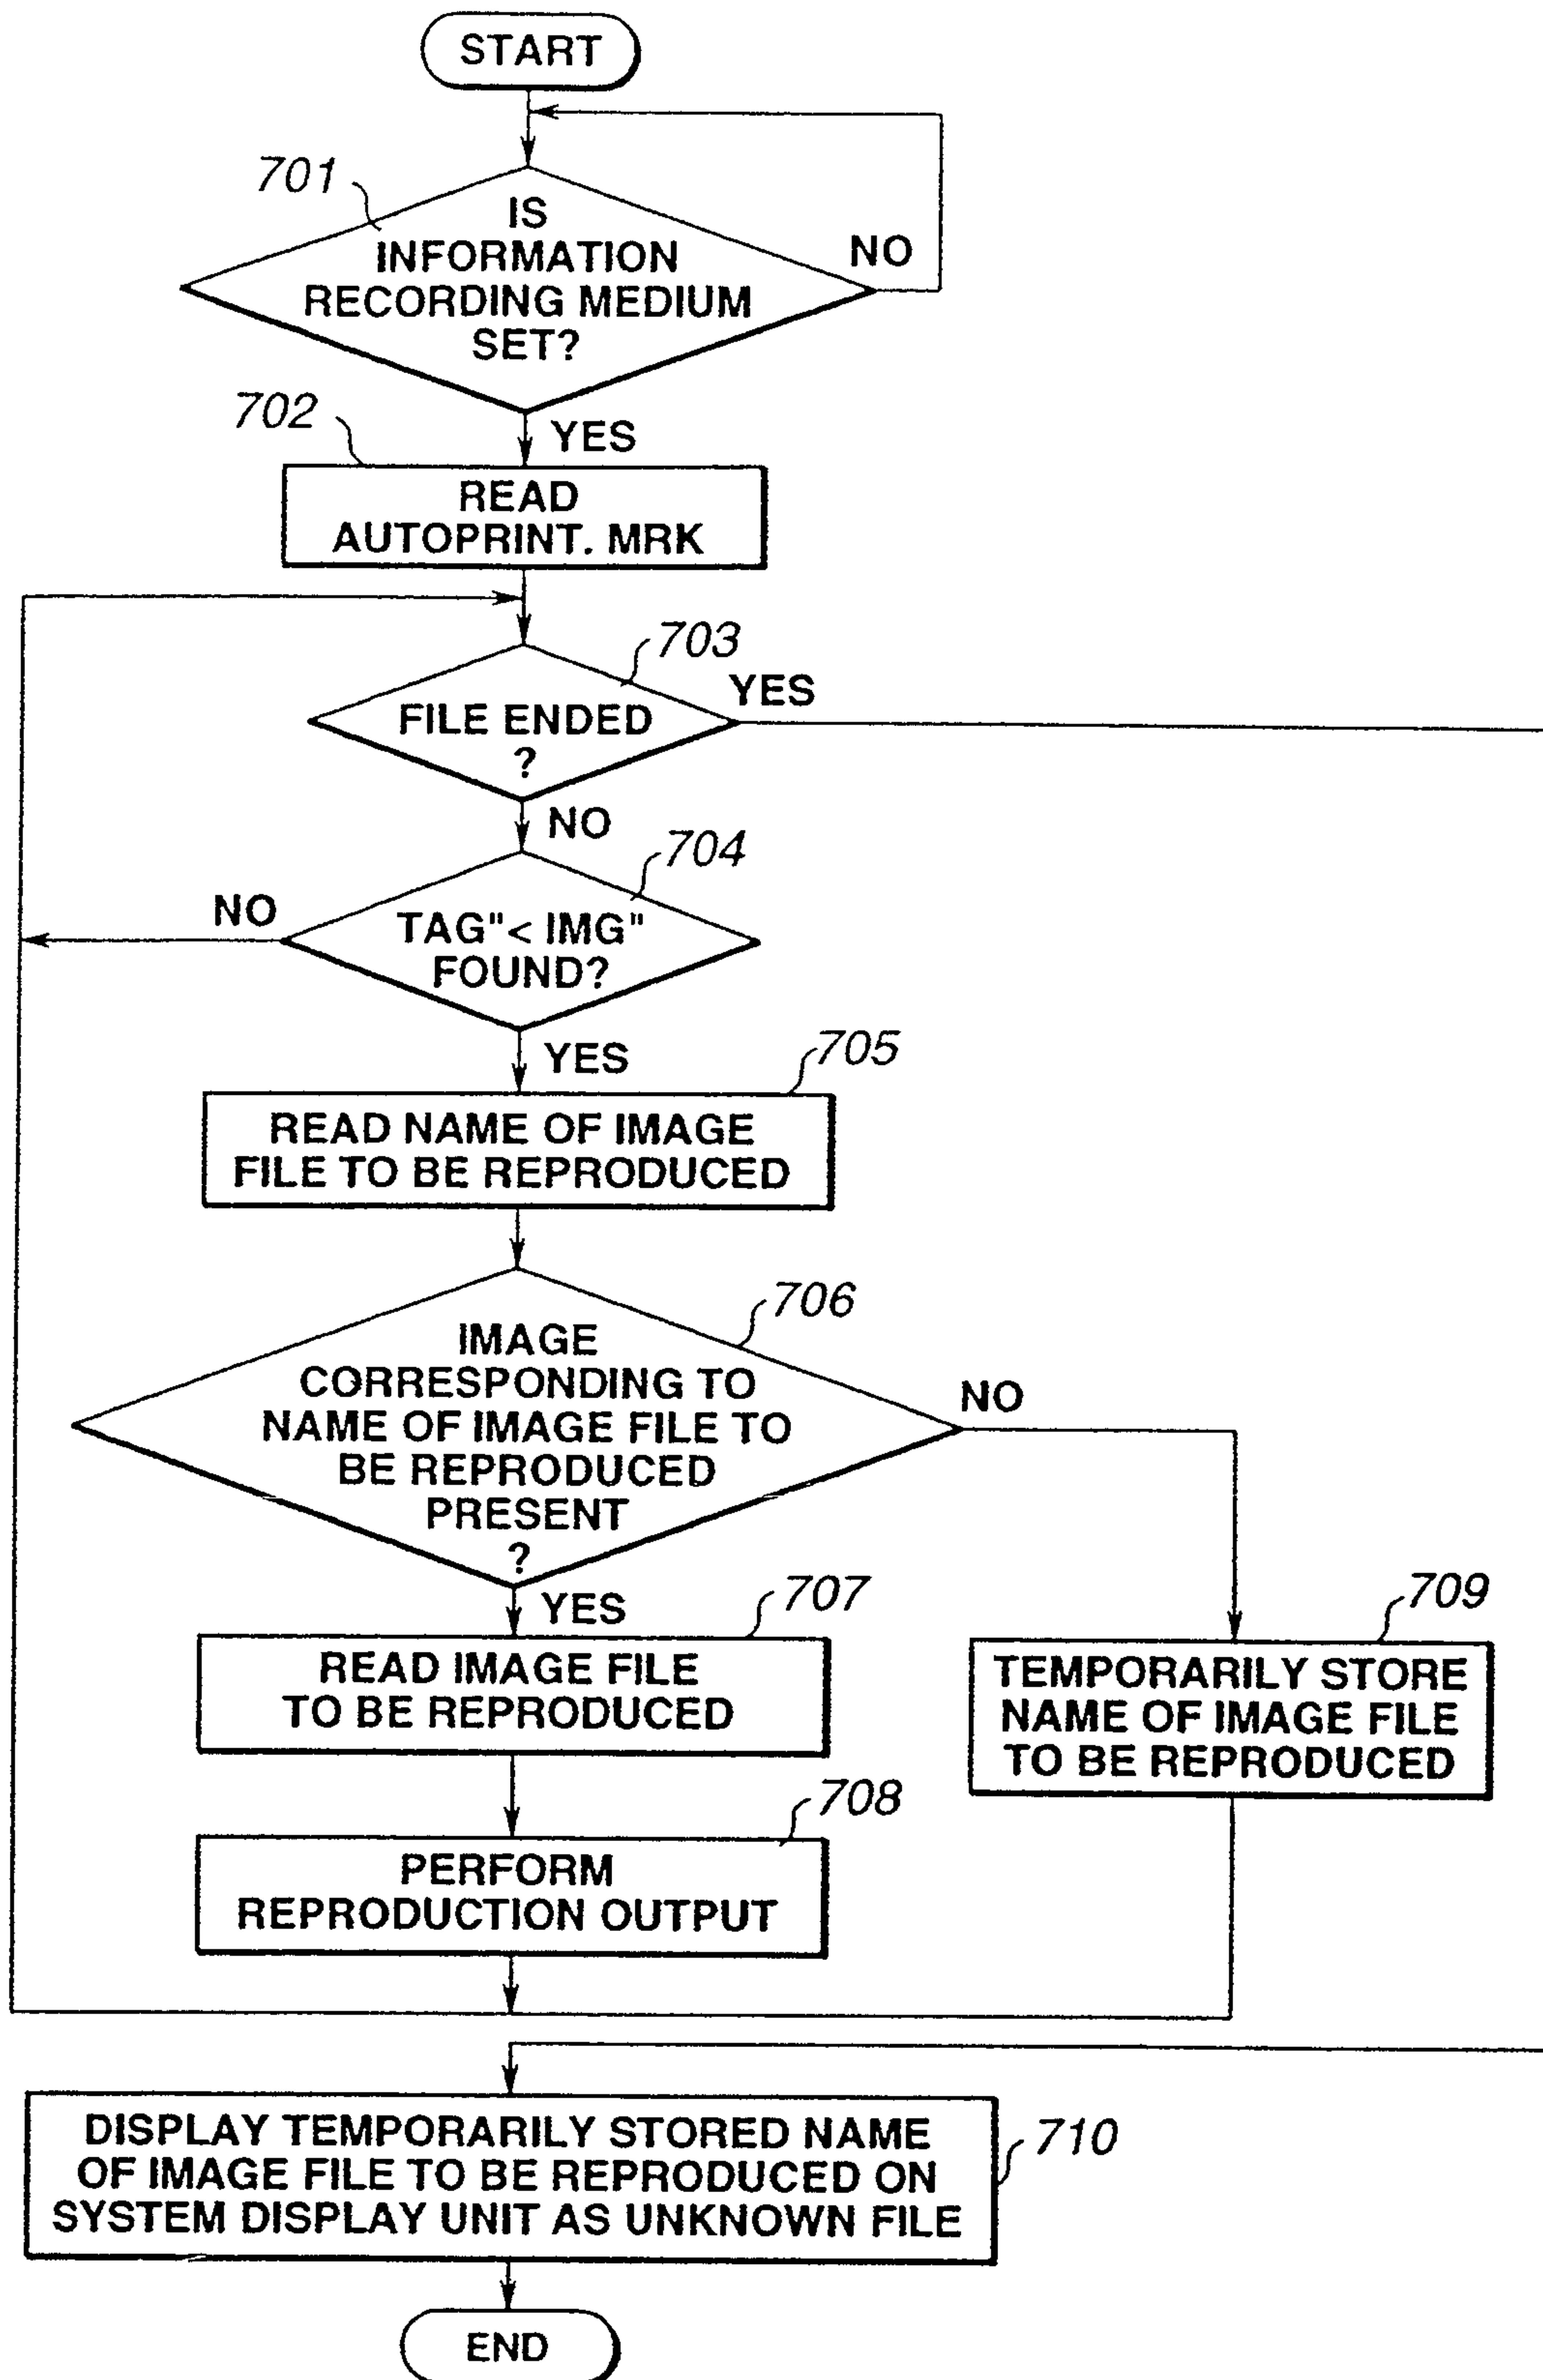 START
701
IS
INFORMATION
RECORDING MEDIUM
SET?
NO
702
YES
READ
AUTOPRINT. MRK
703
YES
FILE ENDED
?
NO
704
NO
TAG"< IMG"
FOUND?
YES
705
READ NAME OF IMAGE
FILE TO BE REPRODUCED
706
IMAGE
CORRESPONDING TO
NAME OF IMAGE FILE TO
BE REPRODUCED
PRESENT
?
NO
YES
707
READ IMAGE FILE
TO BE REPRODUCED
709
TEMPORARILY STORE
NAME OF IMAGE FILE
TO BE REPRODUCED
708
PERFORM
REPRODUCTION OUTPUT
DISPLAY TEMPORARILY STORED NAME
OF IMAGE FILE TO BE REPRODUCED ON
SYSTEM DISPLAY UNIT AS UNKNOWN FILE
710
END